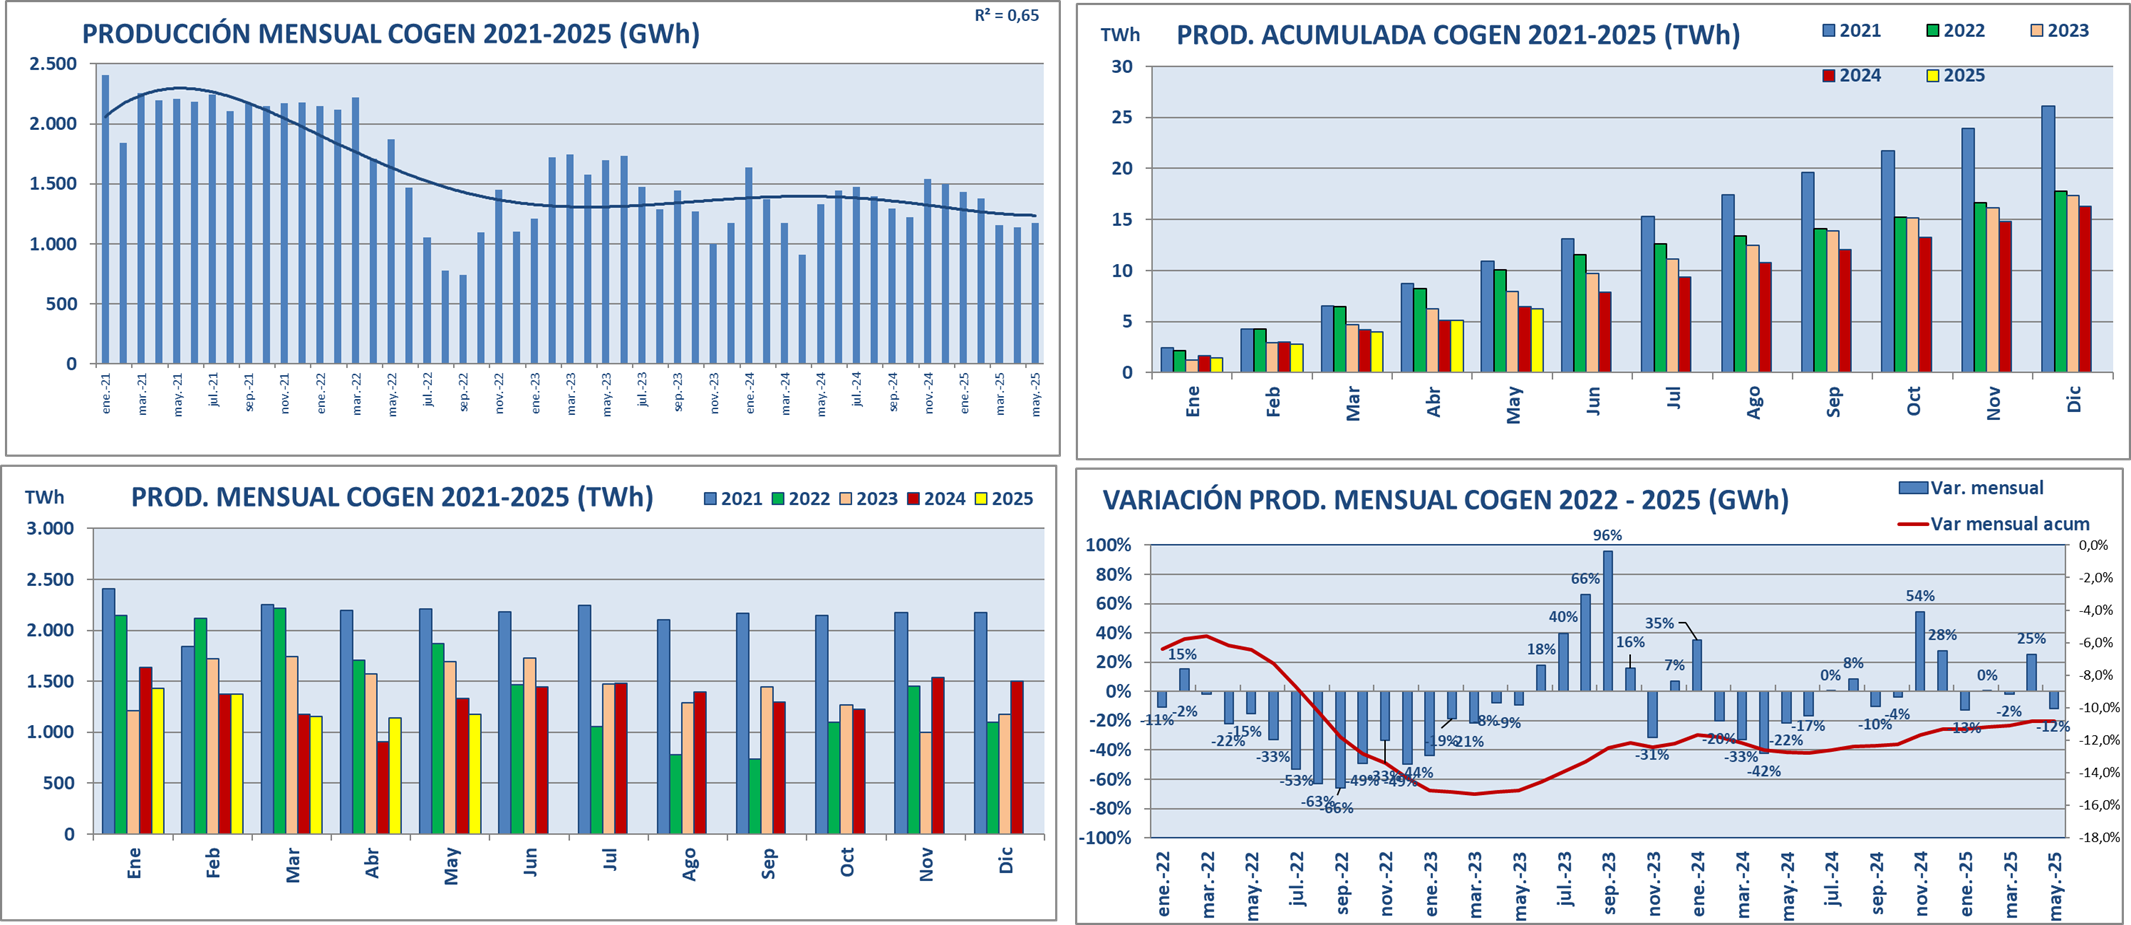 PRODUCCIÓN MENSUAL COGEN 2021-2025 (GWh)
R² = 0,65
2.500
2.000
1.500
1.000
500
0
ene.-21
mar.-21
may.-21
jul.-21
sep.-21
nov.-21
ene.-22
mar.-22
may.-22
jul.-22
sep.-22
nov.-22
ene.-23
mar.-23
may.-23
jul.-23
sep.-23
nov.-23
ene.-24
mar.-24
may.-24
jul.-24
sep.-24
nov.-24
ene.-25
mar.-25
may.-25
TWh
PROD. ACUMULADA COGEN 2021-2025 (TWh)
2021
2022
2023
2024
2025
30
25
20
15
10
5
0
Ene
Feb
Mar
Abr
May
Jun
Jul
Ago
Sep
Oct
Nov
Dic
TWh
PROD. MENSUAL COGEN 2021-2025 (TWh)
2021
2022
2023
2024
2025
3.000
2.500
2.000
1.500
1.000
500
0
Ene
Feb
Mar
Abr
May
Jun
Jul
Ago
Sep
Oct
Nov
Dic
VARIACIÓN PROD. MENSUAL COGEN 2022 - 2025 (GWh)
Var. mensual
Var mensual acum
100%
80%
60%
40%
20%
0%
-20%
-40%
-60%
-80%
-100%
0,0%
-2,0%
-4,0%
-6,0%
-8,0%
-10,0%
-12,0%
-14,0%
-16,0%
-18,0%
-11%
15%
-2%
-22%
-15%
-33%
-53%
-63%
-66%
-49%
-33%
-49%
-44%
-19%
-21%
-8%
-9%
18%
40%
66%
96%
16%
-31%
7%
35%
-20%
-33%
-42%
-22%
-17%
0%
8%
-10%
-4%
54%
28%
-13%
0%
-2%
25%
-12%
ene.-22
mar.-22
may.-22
jul.-22
sep.-22
nov.-22
ene.-23
mar.-23
may.-23
jul.-23
sep.-23
nov.-23
ene.-24
mar.-24
may.-24
jul.-24
sep.-24
nov.-24
ene.-25
mar.-25
may.-25